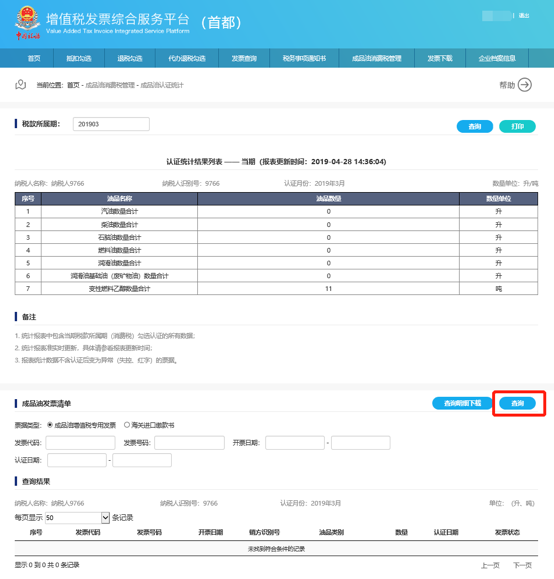 增值税发票综合服务平台 （首都）
Value Added Tax Invoice Integrated Service Platform
| 退出
首页 抵扣勾选 退税勾选 代办退税勾选 发票查询 税务事项通知书 成品油消费税管理 发票下载 企业档案信息
当前位置：首页 - 成品油消费税管理 - 成品油认证统计 帮助
税款所属期： 201903 查询 打印
认证统计结果列表 —— 当期（报表更新时间：2019-04-28 14:36:04)
纳税人名称：纳税人9766 纳税人识别号：9766 认证月份：2019年3月 数量单位：升/吨
序号 油品名称 油品数量 数量单位
1 汽油数量合计 0 升
2 柴油数量合计 0 升
3 石脑油数量合计 0 升
4 燃料油数量合计 0 升
5 润滑油数量合计 0 升
6 润滑油基础油（废矿物油）数量合计 0 升
7 变性燃料乙醇数量合计 11 吨
备注
1. 统计报表中包含当期税款所属期（消费税）勾选认证的所有数据;
2. 统计报表准实时更新，具体请参看报表更新时间;
3. 报表统计数据不含认证后变为异常（失控、红字）的票据。
成品油发票清单 查询明细下载 查询
票据类型： 成品油增值税专用发票 海关进口缴款书
发票代码： 发票号码： 开票日期： -
认证日期： -
查询结果
纳税人名称：纳税人9766 纳税人识别号：9766 认证月份：2019年3月 单位：（升、吨）
每页显示 50 条记录
序号 发票代码 发票号码 开票日期 销方识别号 油品类别 数量 认证日期 发票状态
未找到符合条件的记录
显示 0 到 0 共 0 条记录 上一页 下一页